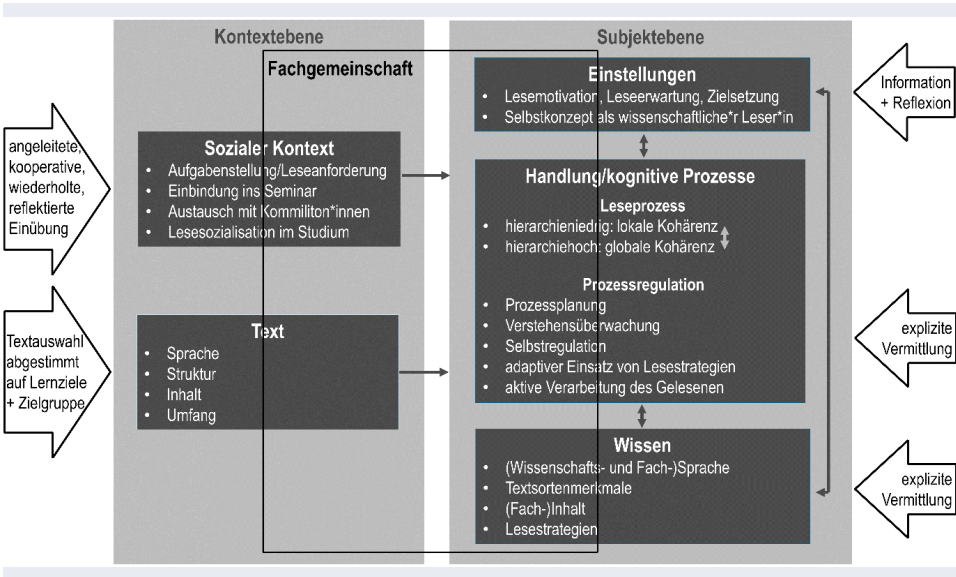 Kontextebene
Subjektebene
Fachgemeinschaft
angeleitete,
kooperative,
wiederholte,
reflektierte
Einübung
Sozialer Kontext
• Aufgabenstellung/Leseanforderung
• Einbindung ins Seminar
• Austausch mit Kommiliton*innen
• Lesesozialisation im Studium
Textauswahl
abgestimmt
auf Lernziele
+ Zielgruppe
Text
• Sprache
• Struktur
• Inhalt
• Umfang
Einstellungen
• Lesemotivation, Leseerwartung, Zielsetzung
• Selbstkonzept als wissenschaftliche*r Leser*in
Handlung/kognitive Prozesse
Leseprozess
• hierarchieniedrig: lokale Kohärenz
• hierarchiehoch: globale Kohärenz
Prozessregulation
• Prozessplanung
• Verstehensüberwachung
• Selbstregulation
• adaptiver Einsatz von Lesestrategien
• aktive Verarbeitung des Gelesenen
Wissen
• (Wissenschafts- und Fach-)Sprache
• Textsortenmerkmale
• (Fach-)Inhalt
• Lesestrategien
Information
+ Reflexion
explizite
Vermittlung
explizite
Vermittlung